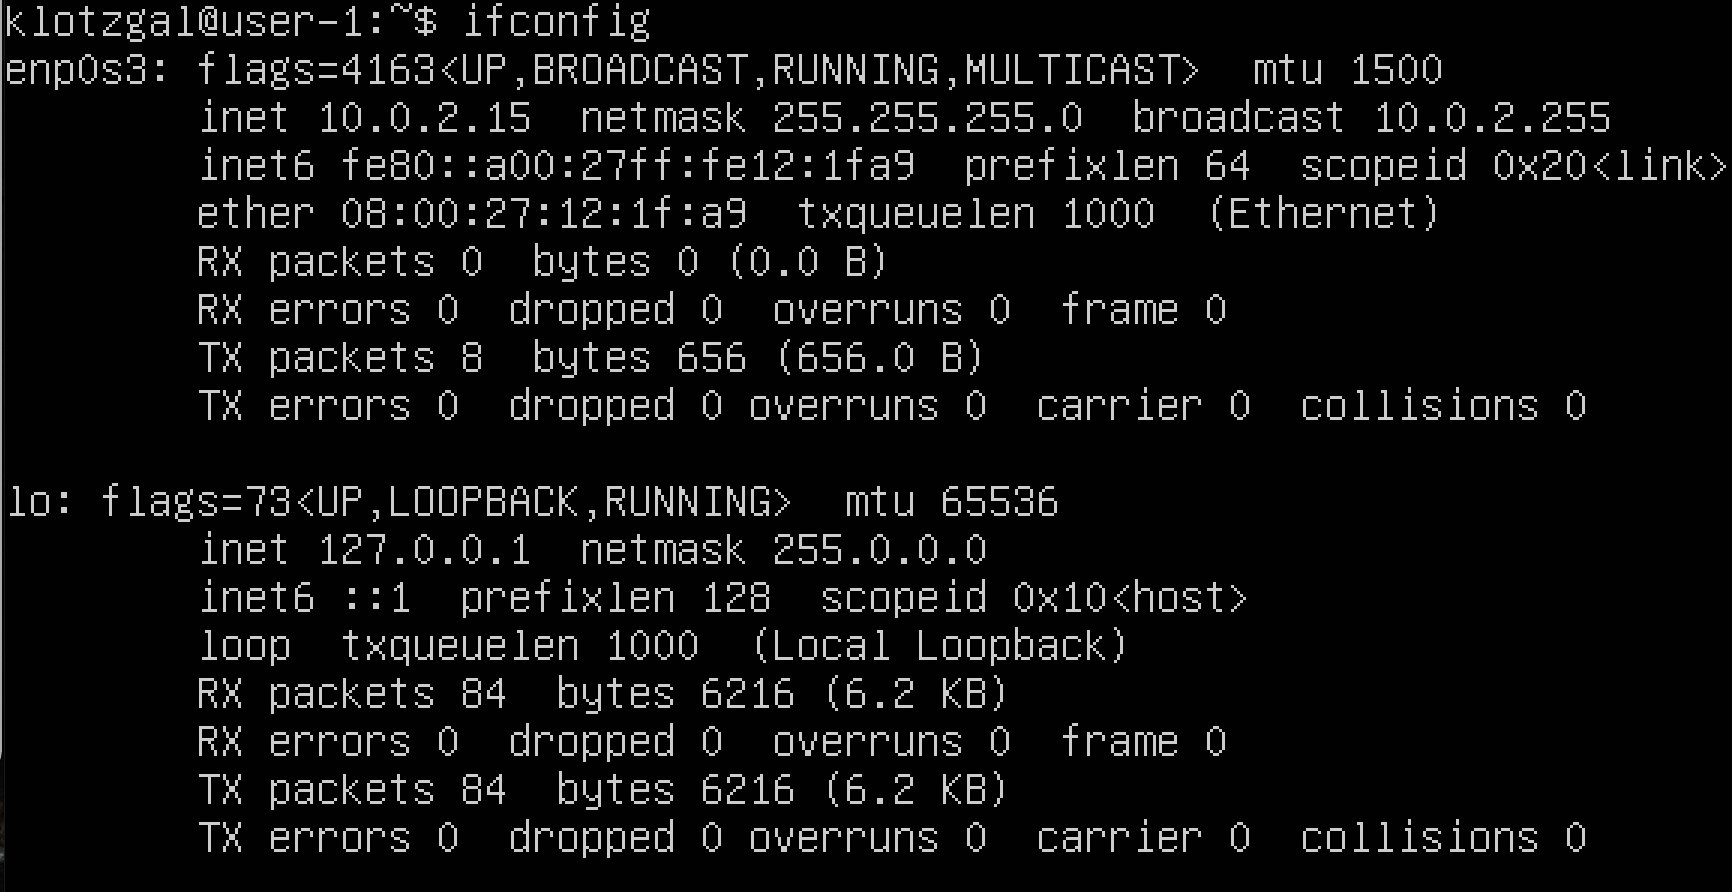 klotzgal@user-1:~$ ifconfig
enp0s3: flags=4163<UP,BROADCAST,RUNNING,MULTICAST>  mtu 1500
        inet 10.0.2.15  netmask 255.255.255.0  broadcast 10.0.2.255
        inet6 fe80::a00:27ff:fe12:1fa9  prefixlen 64  scopeid 0x20<link>
        ether 08:00:27:12:1f:a9  txqueuelen 1000  (Ethernet)
        RX packets 0  bytes 0 (0.0 B)
        RX errors 0  dropped 0  overruns 0  frame 0
        TX packets 8  bytes 656 (656.0 B)
        TX errors 0  dropped 0 overruns 0  carrier 0  collisions 0

lo: flags=73<UP,LOOPBACK,RUNNING>  mtu 65536
        inet 127.0.0.1  netmask 255.0.0.0
        inet6 ::1  prefixlen 128  scopeid 0x10<host>
        loop  txqueuelen 1000  (Local Loopback)
        RX packets 84  bytes 6216 (6.2 KB)
        RX errors 0  dropped 0  overruns 0  frame 0
        TX packets 84  bytes 6216 (6.2 KB)
        TX errors 0  dropped 0 overruns 0  carrier 0  collisions 0